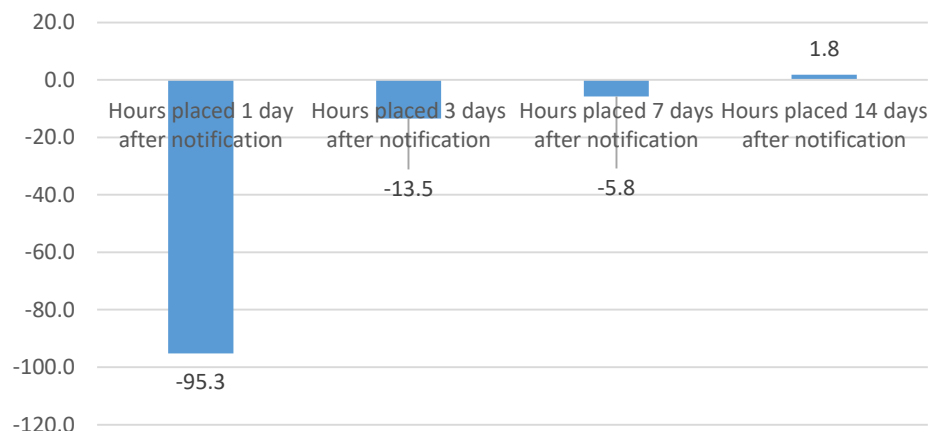 20.0
1.8
0.0
Hours placed 1 day
after notification
Hours placed 3 days
after notification
Hours placed 7 days
after notification
Hours placed 14 days
after notification
-20.0
-13.5
-5.8
-40.0
-60.0
-80.0
-100.0
-95.3
-120.0